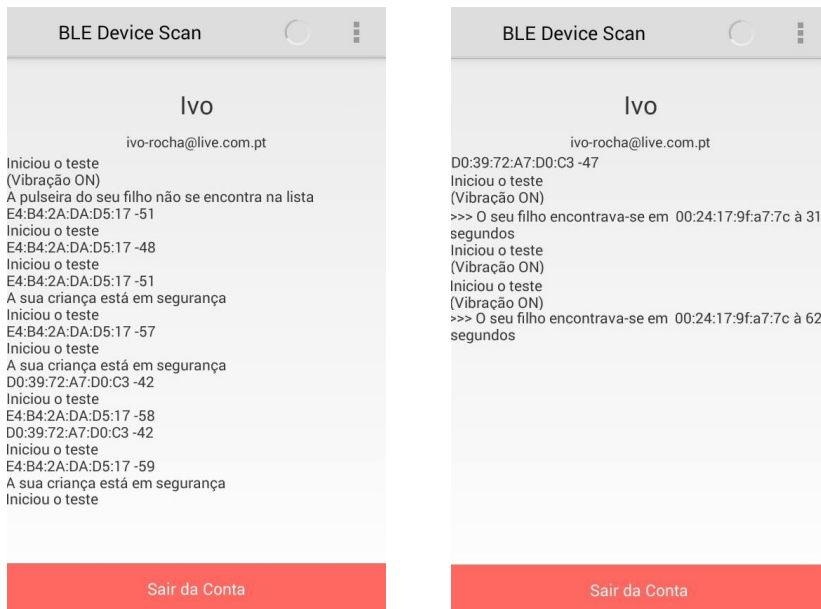 BLE Device Scan
Ivo
ivo-rocha@live.com.pt
Iniciou o teste
(Vibração ON)
A pulseira do seu filho não se encontra na lista
E4:B4:2A:DA:D5:17 -51
Iniciou o teste
E4:B4:2A:DA:D5:17 -48
Iniciou o teste
E4:B4:2A:DA:D5:17 -51
A sua criança está em segurança
Iniciou o teste
E4:B4:2A:DA:D5:17 -57
Iniciou o teste
A sua criança está em segurança
D0:39:72:A7:D0:C3 -42
Iniciou o teste
E4:B4:2A:DA:D5:17 -58
D0:39:72:A7:D0:C3 -42
Iniciou o teste
E4:B4:2A:DA:D5:17 -59
A sua criança está em segurança
Iniciou o teste
Sair da Conta
BLE Device Scan
Ivo
ivo-rocha@live.com.pt
D0:39:72:A7:D0:C3 -47
Iniciou o teste
(Vibração ON)
>>> O seu filho encontrava-se em 00:24:17:9f:a7:7c à 31
segundos
Iniciou o teste
(Vibração ON)
Iniciou o teste
(Vibração ON)
>>> O seu filho encontrava-se em 00:24:17:9f:a7:7c à 62
segundos
Sair da Conta